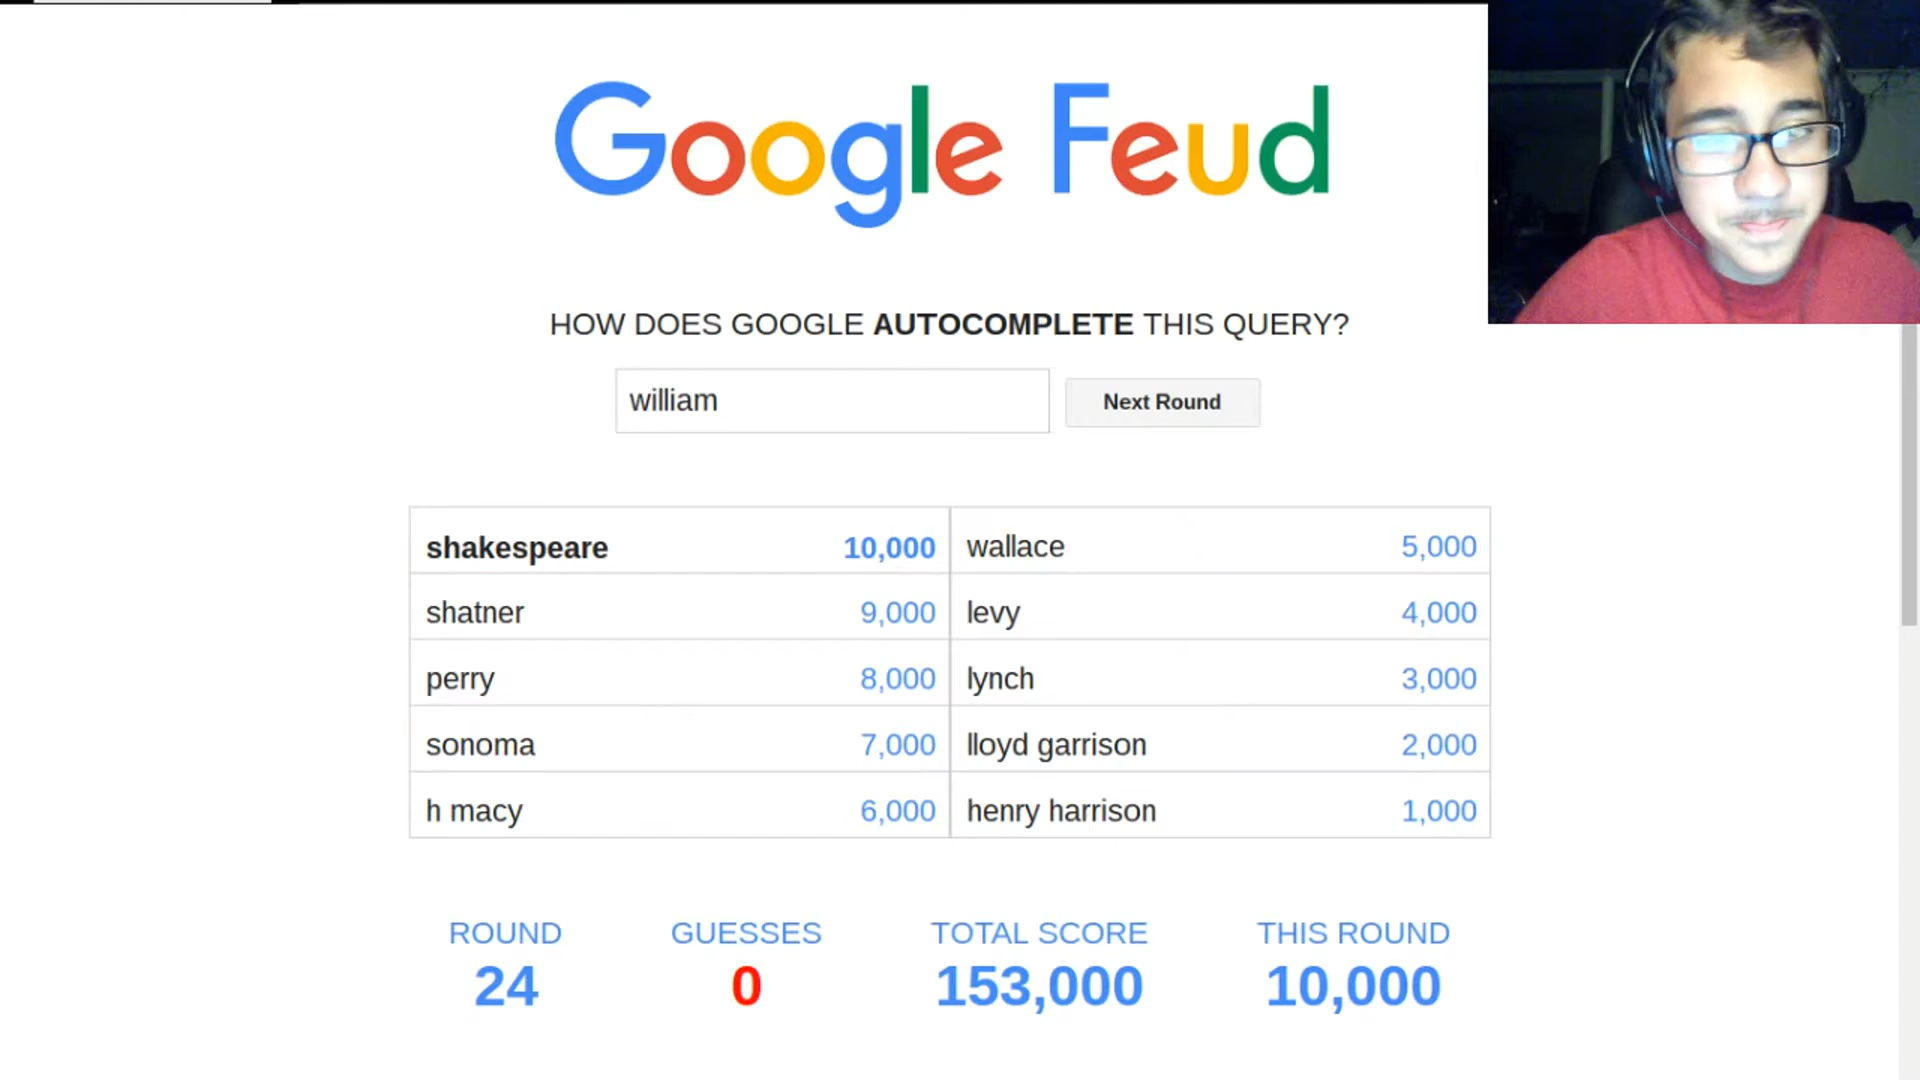 Google Feud
HOW DOES GOOGLE AUTOCOMPLETE THIS QUERY?
william
Next Round
shakespeare 10,000
shatner 9,000
perry 8,000
sonoma 7,000
h macy 6,000
wallace 5,000
levy 4,000
lynch 3,000
lloyd garrison 2,000
henry harrison 1,000
ROUND
24
GUESSES
0
TOTAL SCORE
153,000
THIS ROUND
10,000